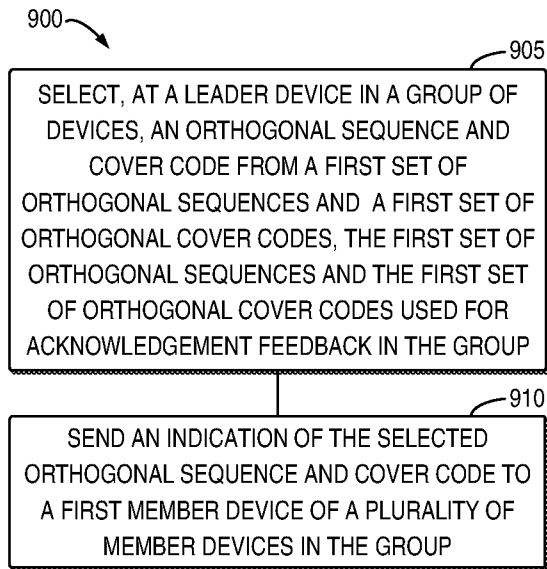 900
905
SELECT, AT A LEADER DEVICE IN A GROUP OF
DEVICES, AN ORTHOGONAL SEQUENCE AND
COVER CODE FROM A FIRST SET OF
ORTHOGONAL SEQUENCES AND A FIRST SET OF
ORTHOGONAL COVER CODES, THE FIRST SET OF
ORTHOGONAL SEQUENCES AND THE FIRST SET
OF ORTHOGONAL COVER CODES USED FOR
ACKNOWLEDGEMENT FEEDBACK IN THE GROUP
910
SEND AN INDICATION OF THE SELECTED
ORTHOGONAL SEQUENCE AND COVER CODE TO
A FIRST MEMBER DEVICE OF A PLURALITY OF
MEMBER DEVICES IN THE GROUP